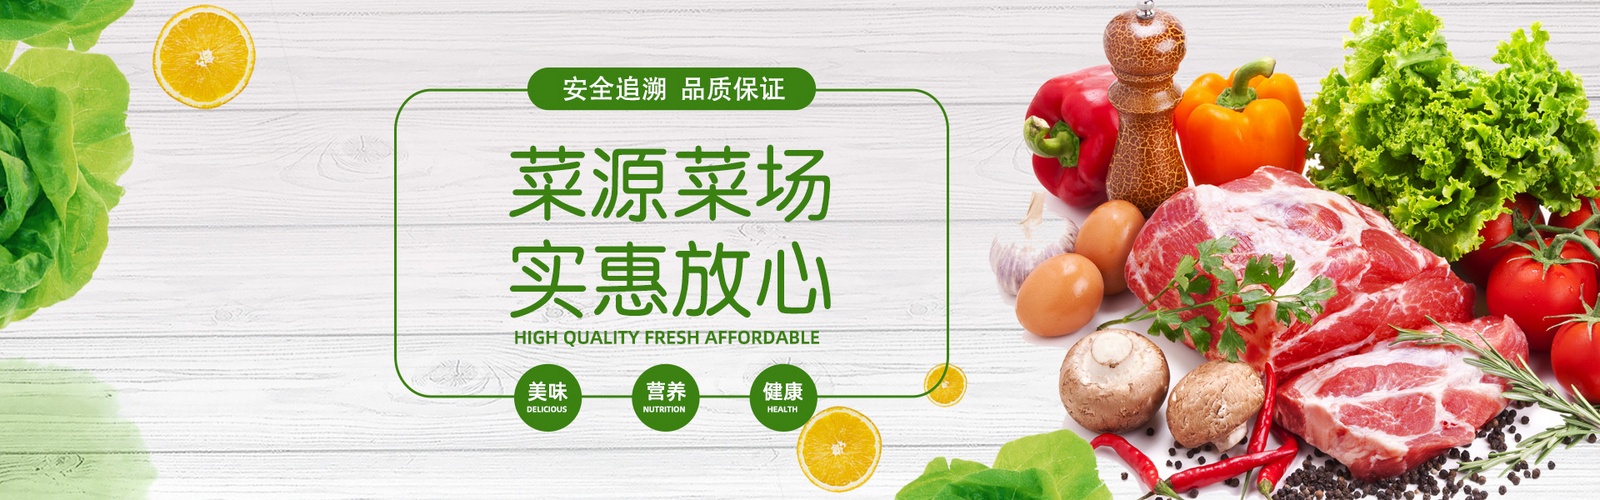 安全追溯 品质保证
菜源菜场
实惠放心
HIGH QUALITY FRESH AFFORDABLE
美味
DELICIOUS
营养
NUTRITION
健康
HEALTH